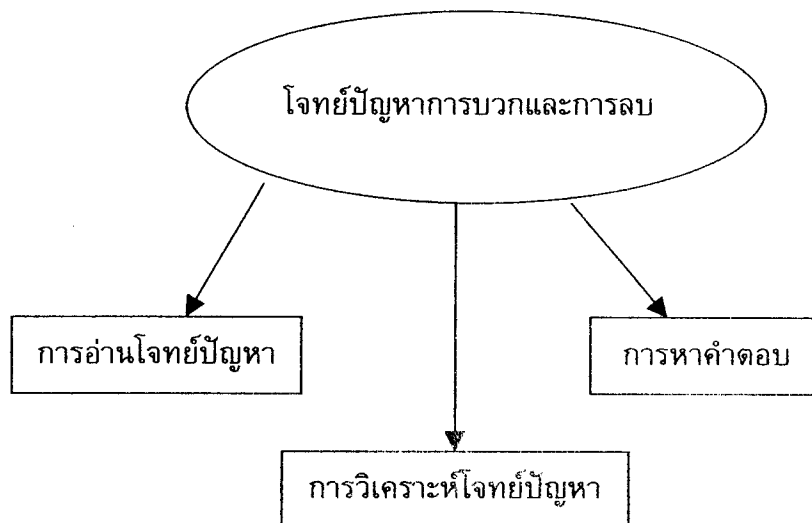 โจทย์ปัญหาการบวกและการลบ
การอ่านโจทย์ปัญหา
การหาคำตอบ
การวิเคราะห์โจทย์ปัญหา